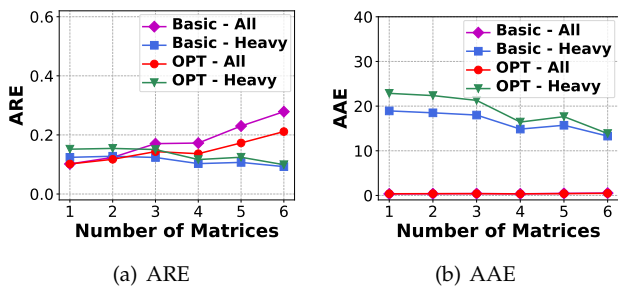 0.6
0.4
0.2
0.0
ARE
Basic - All
Basic - Heavy
OPT - All
OPT - Heavy
1 2 3 4 5 6
Number of Matrices
(a) ARE
40
30
20
10
0
AAE
Basic - All
Basic - Heavy
OPT - All
OPT - Heavy
1 2 3 4 5 6
Number of Matrices
(b) AAE